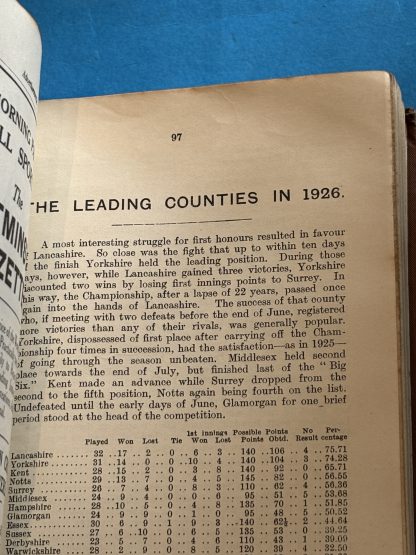 97
THE LEADING COUNTIES IN 1926.
A most interesting struggle for first honours resulted in favour
Lancashire. So close was the fight that up to within ten days
the finish Yorkshire held the leading position. During those
ays, however, while Lancashire gained three victories, Yorkshire
iscounted two wins by losing first innings points to Surrey. In
his way, the Championship, after a lapse of 22 years, passed once
gain into the hands of Lancashire. The success of that county
who, if meeting with two defeats before the end of June, registered
more victories than any of their rivals, was generally popular.
Yorkshire, dispossessed of first place after carrying off the Cham-
pionship four times in succession, had the satisfaction—as in 1925—
of going through the season unbeaten. Middlesex held second
place towards the end of July, but finished last of the "Big
Six." Kent made an advance while Surrey dropped from the
second to the fifth position, Notts again being fourth on the list.
Undefeated until the early days of June, Glamorgan for one brief
period stood at the head of the competition.
1st innings Possible Points No Per-
Played Won Lost Tie Won Lost Points Obtd. Result centage
Lancashire 32 17 2 0 6 3 140 106 4 75.71
Yorkshire 31 14 0 0 10 4 140 104 3 74.28
Kent 28 15 2 0 3 8 140 92 0 65.71
Notts 29 13 7 0 4 5 145 82 0 56.55
Surrey 26 7 4 0 8 3 110 62 4 56.36
Middlesex 24 9 4 0 0 6 95 51 5 53.68
Hampshire 28 10 5 0 4 8 135 70 1 51.85
Glamorgan 24 9 9 0 1 0 95 48 5 50.52
Essex 30 6 9 1 9 3 140 62½ 2 44.64
Sussex 27 6 10 0 6 5 135 53 0 39.25
Derbyshire 23 5 7 0 4 6 110 43 1 39.09
Warwickshire 28 2 9 0 8 5 120 39 4 32.50